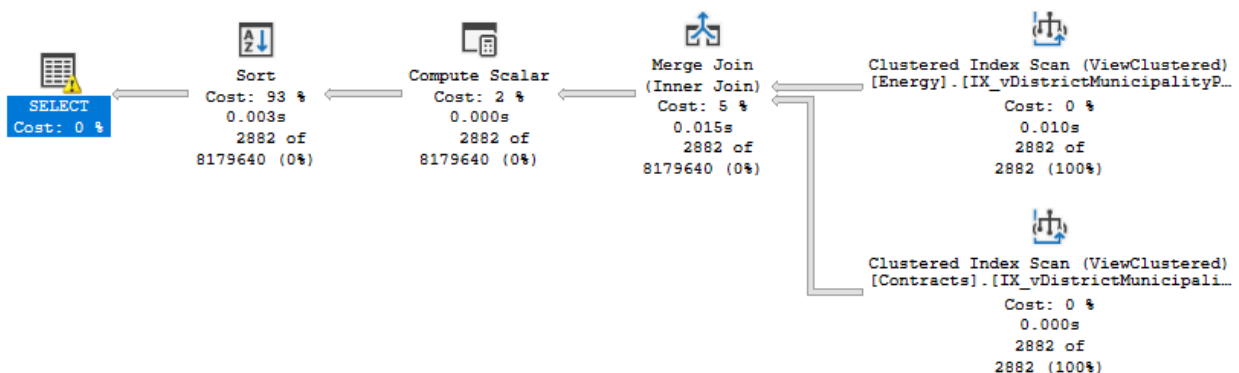 SELECT
Cost: 0 %
Sort
Cost: 93 %
0.003s
2882 of
8179640 (0%)
Compute Scalar
Cost: 2 %
0.000s
2882 of
8179640 (0%)
Merge Join
(Inner Join)
Cost: 5 %
0.015s
2882 of
8179640 (0%)
Clustered Index Scan (ViewClustered)
[Energy].[IX_vDistrictMunicipalityP…
Cost: 0 %
0.010s
2882 of
2882 (100%)
Clustered Index Scan (ViewClustered)
[Contracts].[IX_vDistrictMunicipali…
Cost: 0 %
0.000s
2882 of
2882 (100%)